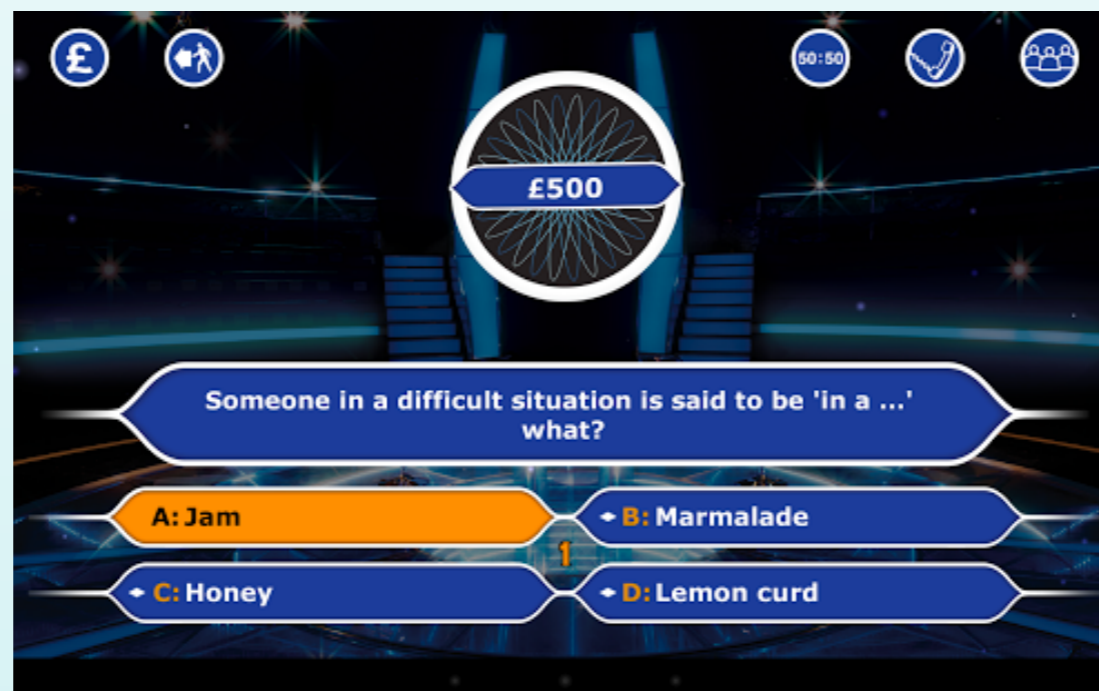 £
50:50
£500
Someone in a difficult situation is said to be 'in a ...'
what?
A: Jam
B: Marmalade
1
C: Honey
D: Lemon curd